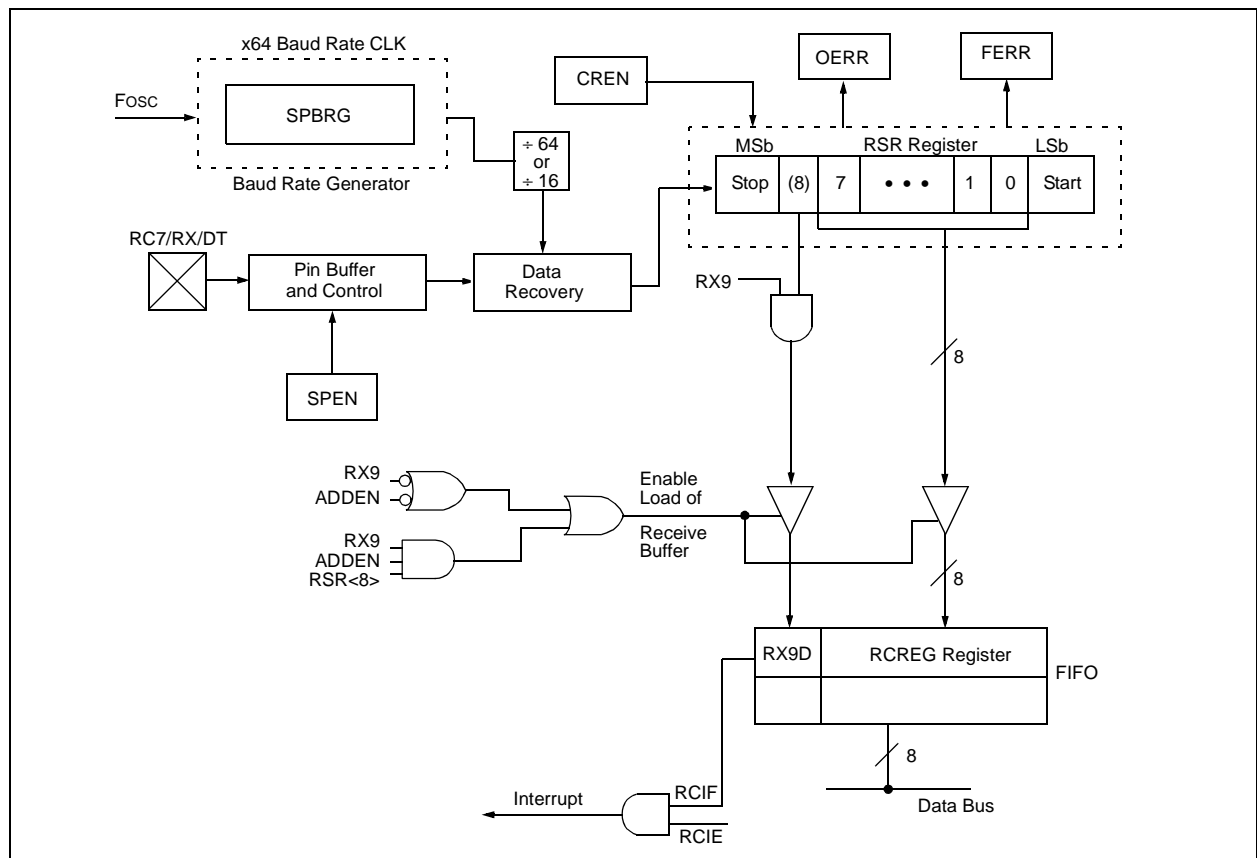 x64 Baud Rate CLK
FOSC
SPBRG
Baud Rate Generator
÷ 64
or
÷ 16
CREN
OERR
FERR
MSb
RSR Register
LSb
Stop
(8)
7
• • •
1
0
Start
RC7/RX/DT
Pin Buffer
and Control
Data
Recovery
RX9
8
SPEN
RX9
ADDEN
RX9
ADDEN
RSR<8>
Enable
Load of
Receive
Buffer
8
RX9D
RCREG Register
FIFO
8
Data Bus
Interrupt
RCIF
RCIE